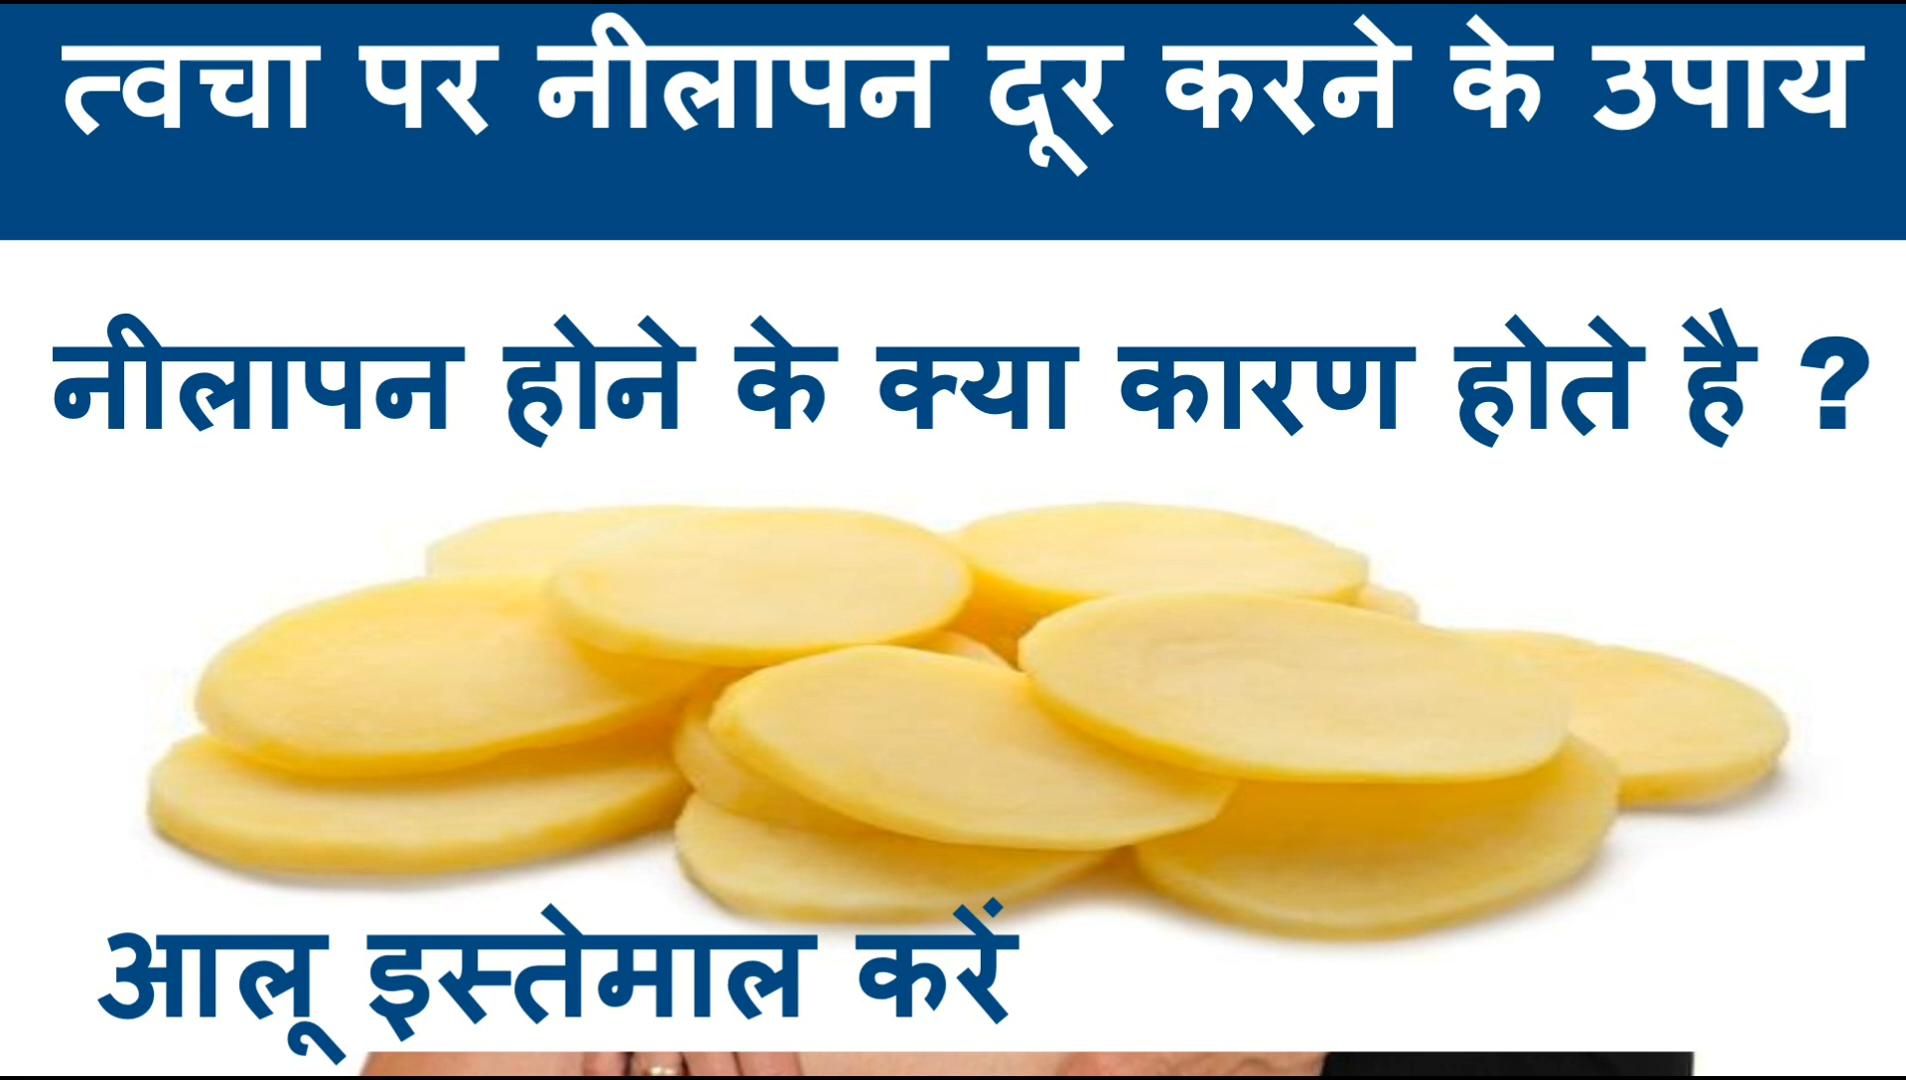 त्वचा पर नीलापन दूर करने के उपाय
नीलापन होने के क्या कारण होते है ?
आलू इस्तेमाल करें